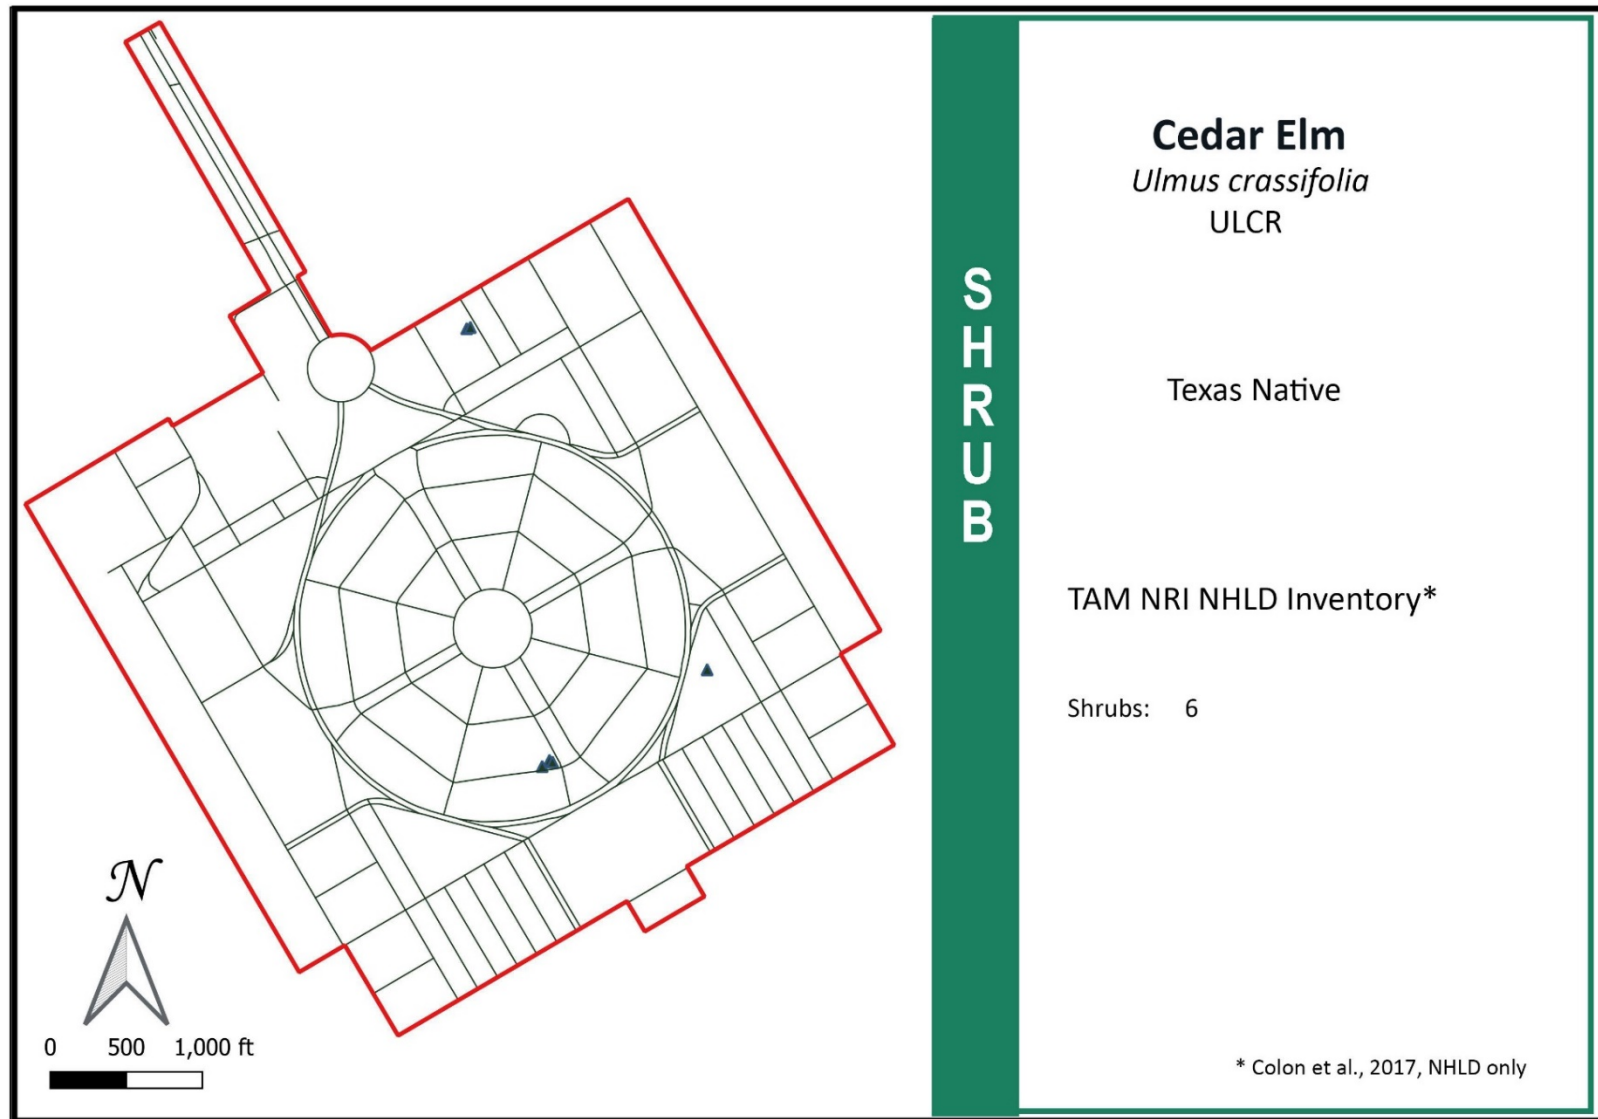 N
0 500 1,000 ft
SHRUB
Cedar Elm
Ulmus crassifolia
ULCR
Texas Native
TAM NRI NHLD Inventory*
Shrubs: 6
* Colon et al., 2017, NHLD only